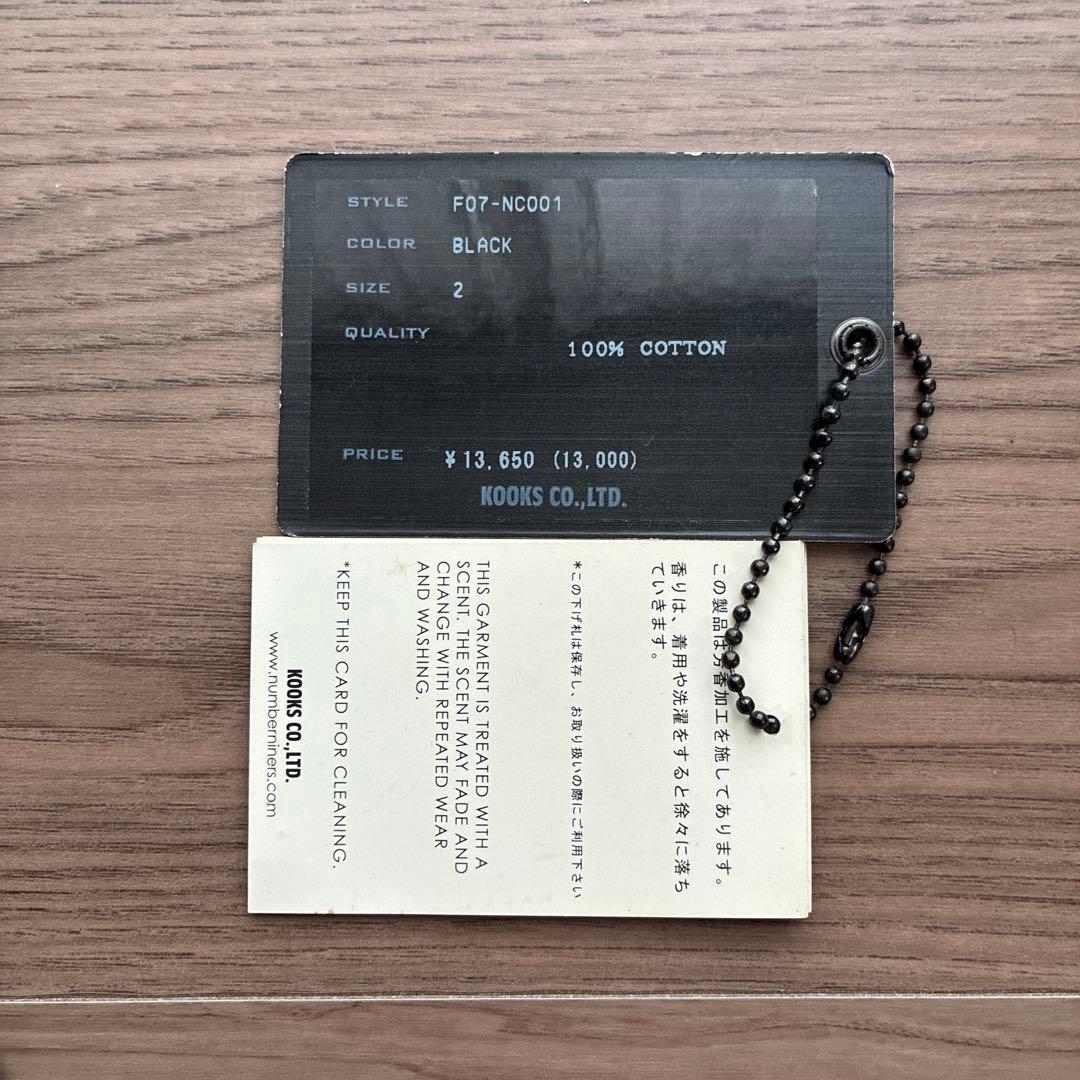 STYLE F07-NC001
COLOR BLACK
SIZE 2
QUALITY
100% COTTON
PRICE ¥13,650 (13,000)
KOOKS CO.,LTD.
この製品は芳香加工を施してあります。
香りは、着用や洗濯をすると徐々に落ち
ていきます。
*この下げ札は保存し、お取り扱いの際にご利用下さい
THIS GARMENT IS TREATED WITH A
SCENT. THE SCENT MAY FADE AND
CHANGE WITH REPEATED WEAR
AND WASHING.
*KEEP THIS CARD FOR CLEANING.
KOOKS CO.,LTD.
www.numberniners.com